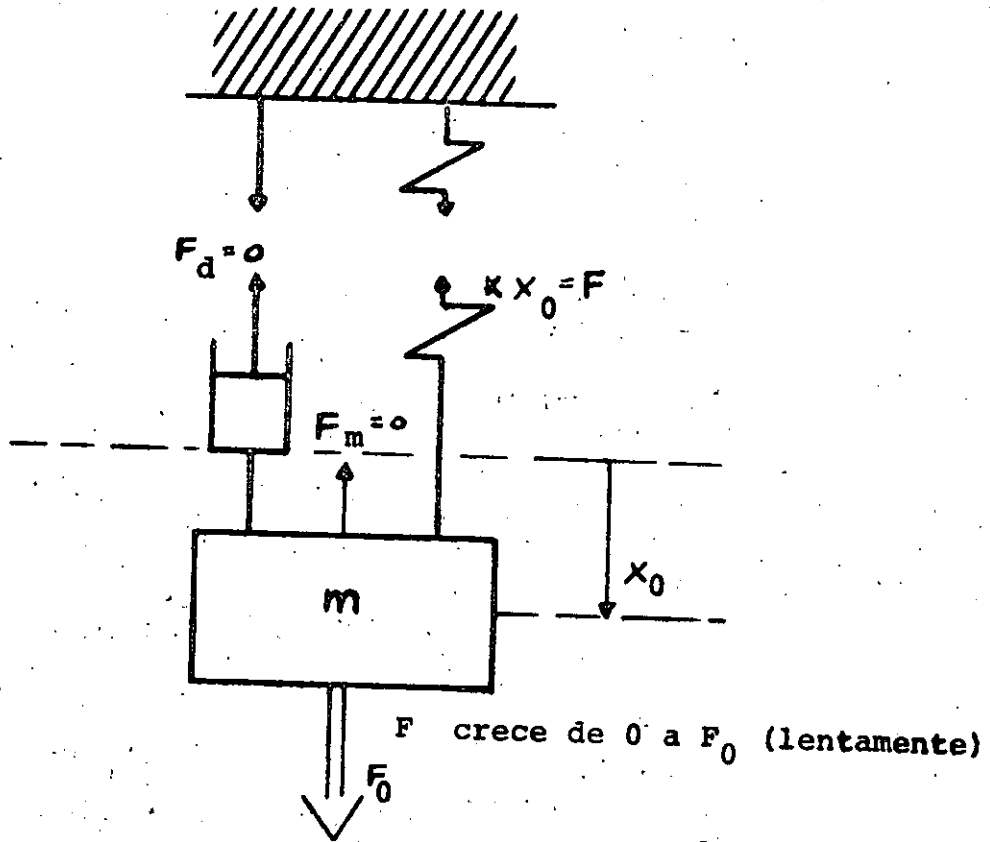 F_d=0
K x_0=F
F_m=0
x_0
m
F crece de 0 a F_0 (lentamente)
F_0